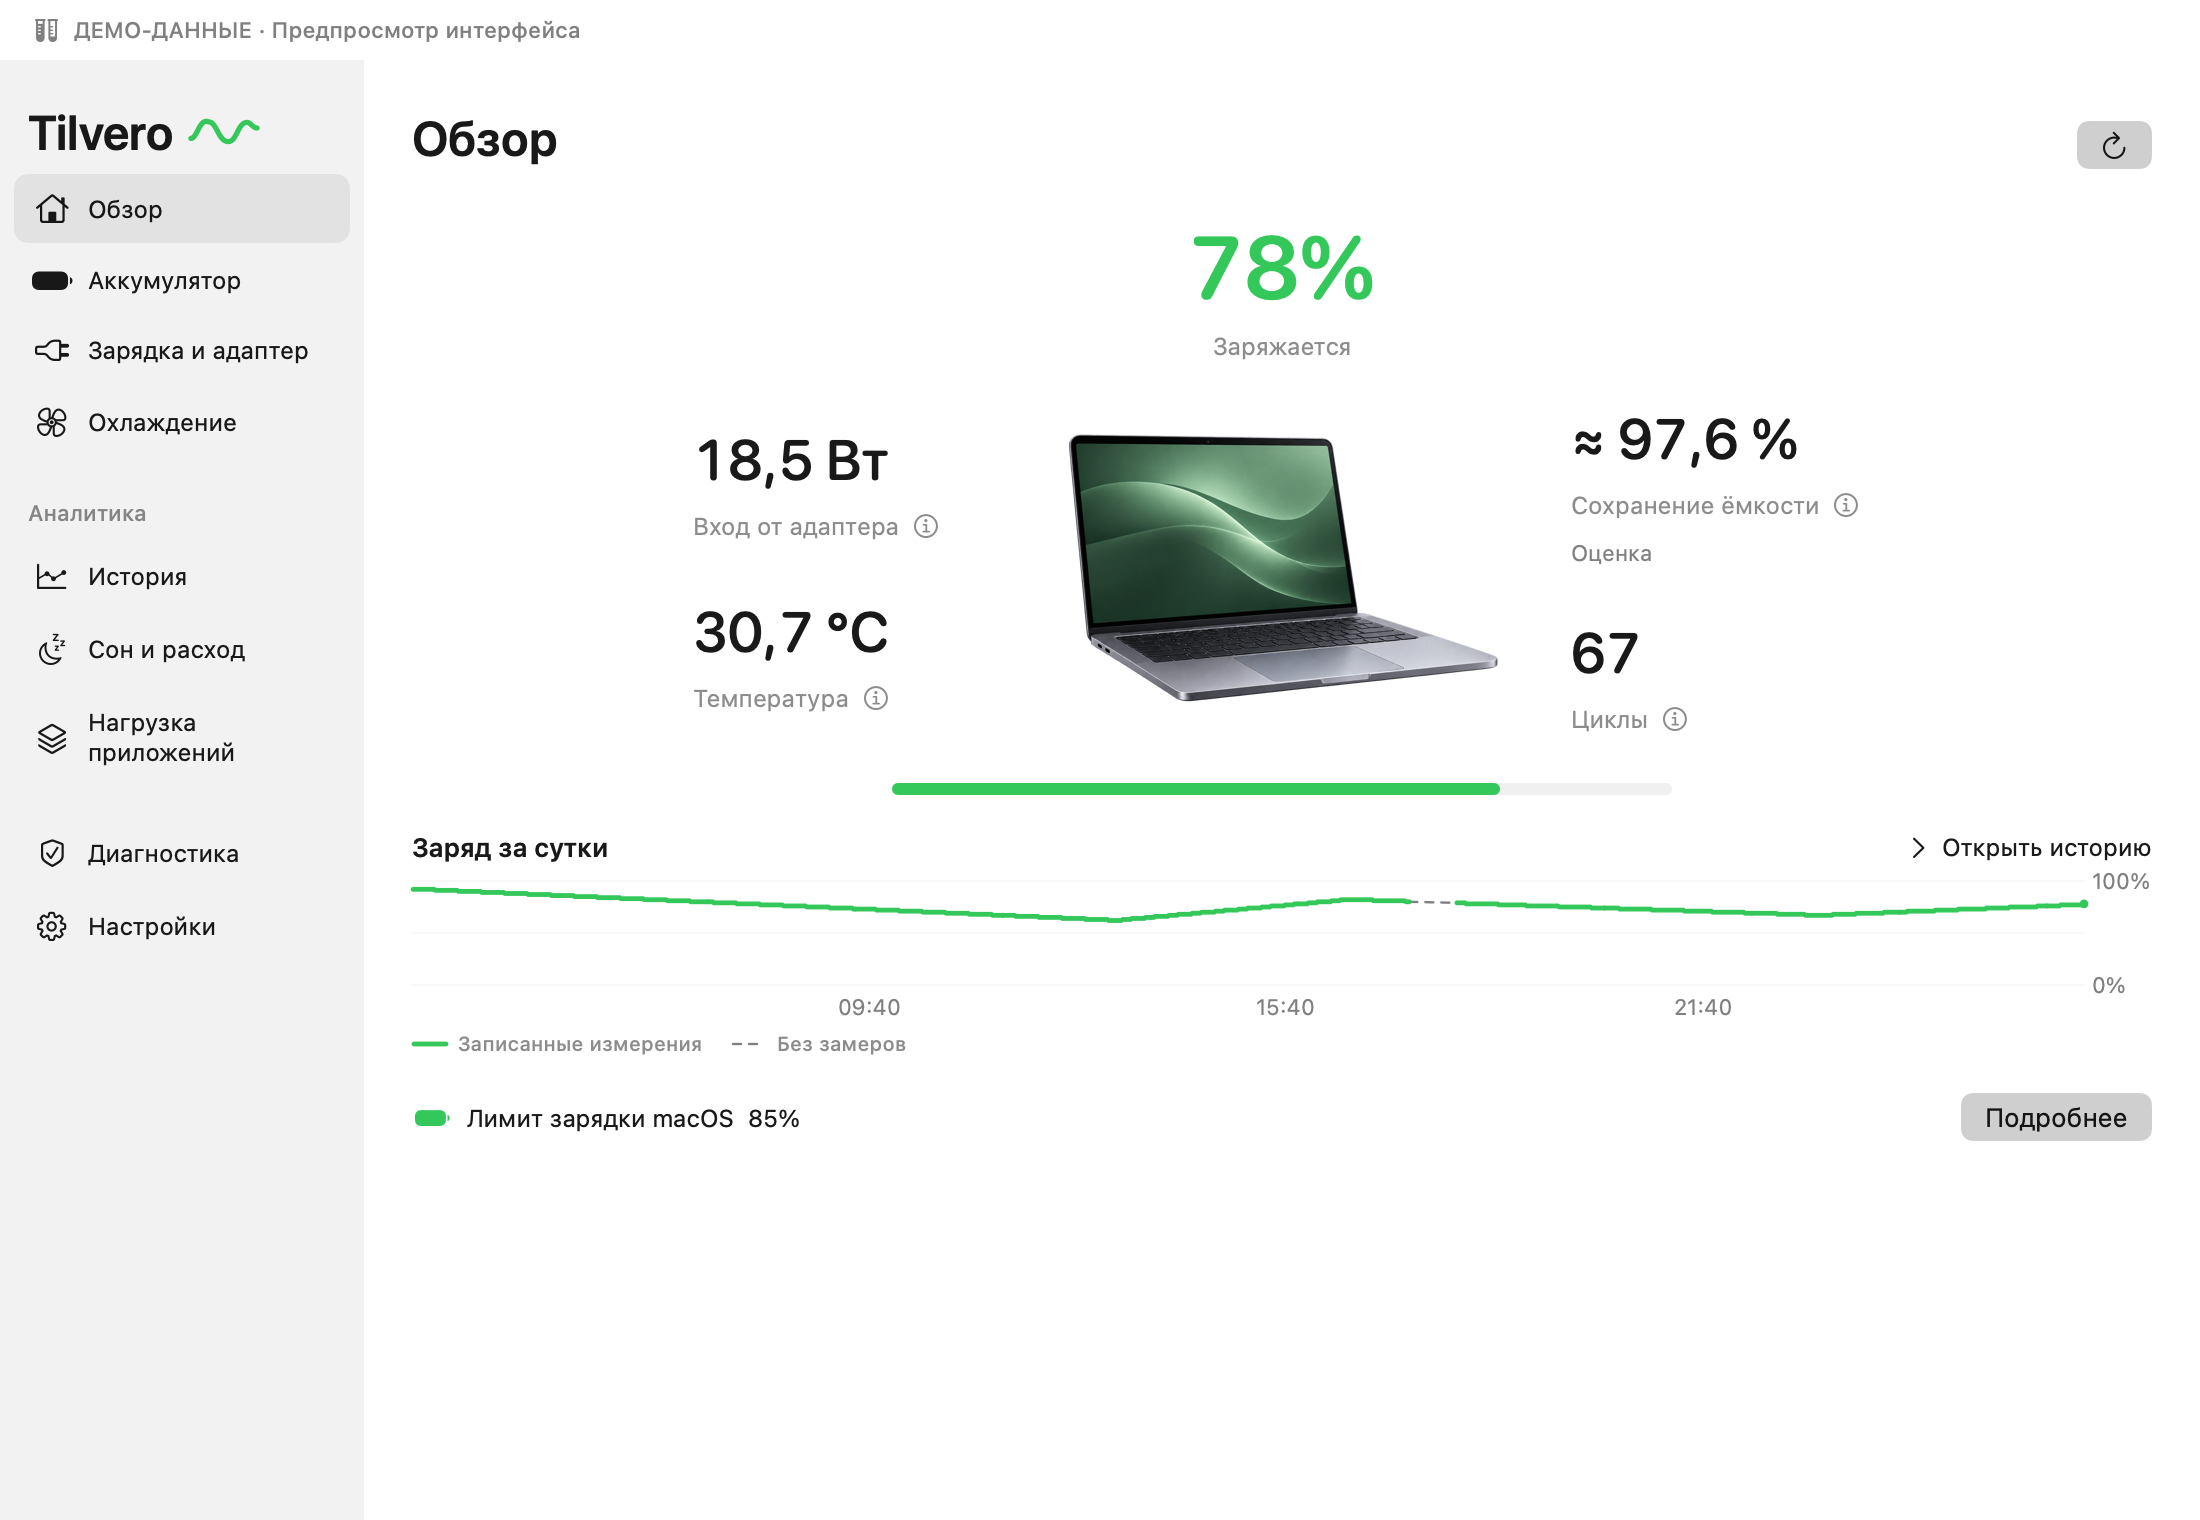 ДЕМО-ДАННЫЕ · Предпросмотр интерфейса
Tilvero
Обзор
Аккумулятор
Зарядка и адаптер
Охлаждение
Аналитика
История
Сон и расход
Нагрузка
приложений
Диагностика
Настройки
Обзор
78%
Заряжается
18,5 Вт
Вход от адаптера
30,7 °C
Температура
≈ 97,6 %
Сохранение ёмкости
Оценка
67
Циклы
Заряд за сутки
Открыть историю
100%
0%
09:40 15:40 21:40
Записанные измерения Без замеров
Лимит зарядки macOS 85%
Подробнее